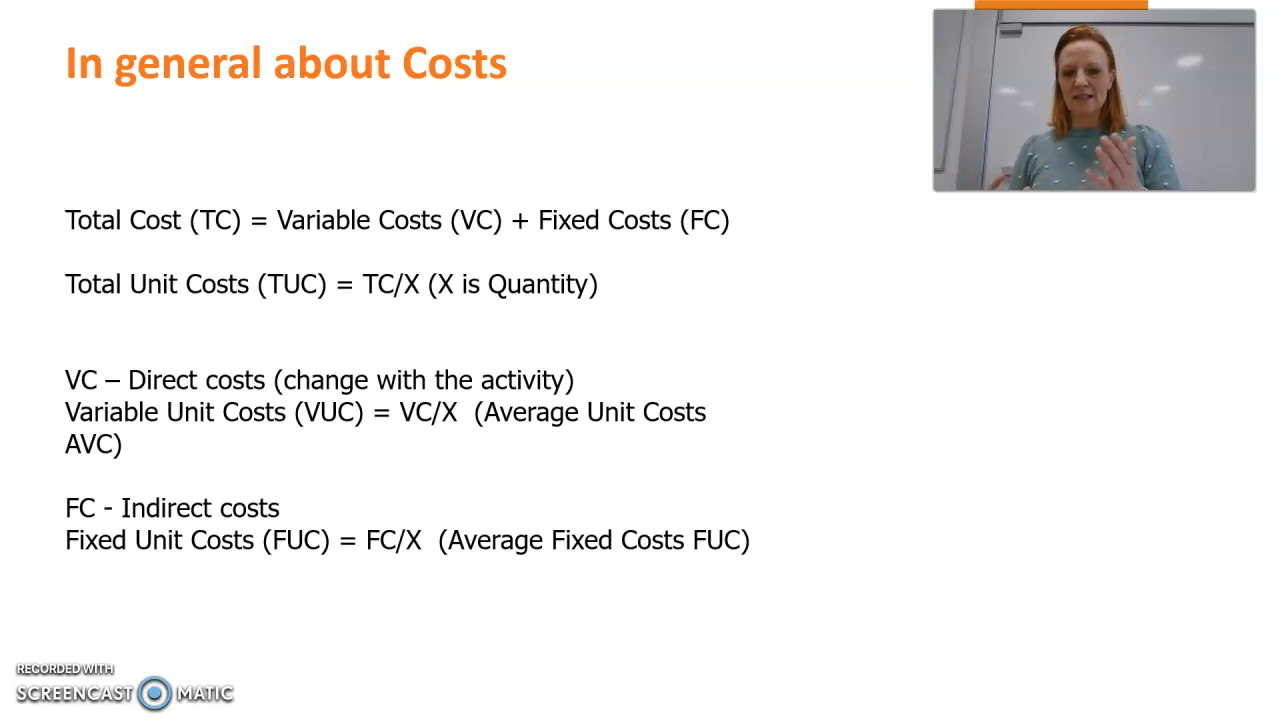 In general about Costs
Total Cost (TC) = Variable Costs (VC) + Fixed Costs (FC)
Total Unit Costs (TUC) = TC/X (X is Quantity)
VC – Direct costs (change with the activity)
Variable Unit Costs (VUC) = VC/X  (Average Unit Costs
AVC)
FC - Indirect costs
Fixed Unit Costs (FUC) = FC/X  (Average Fixed Costs FUC)
RECORDED WITH
SCREENCAST MATIC